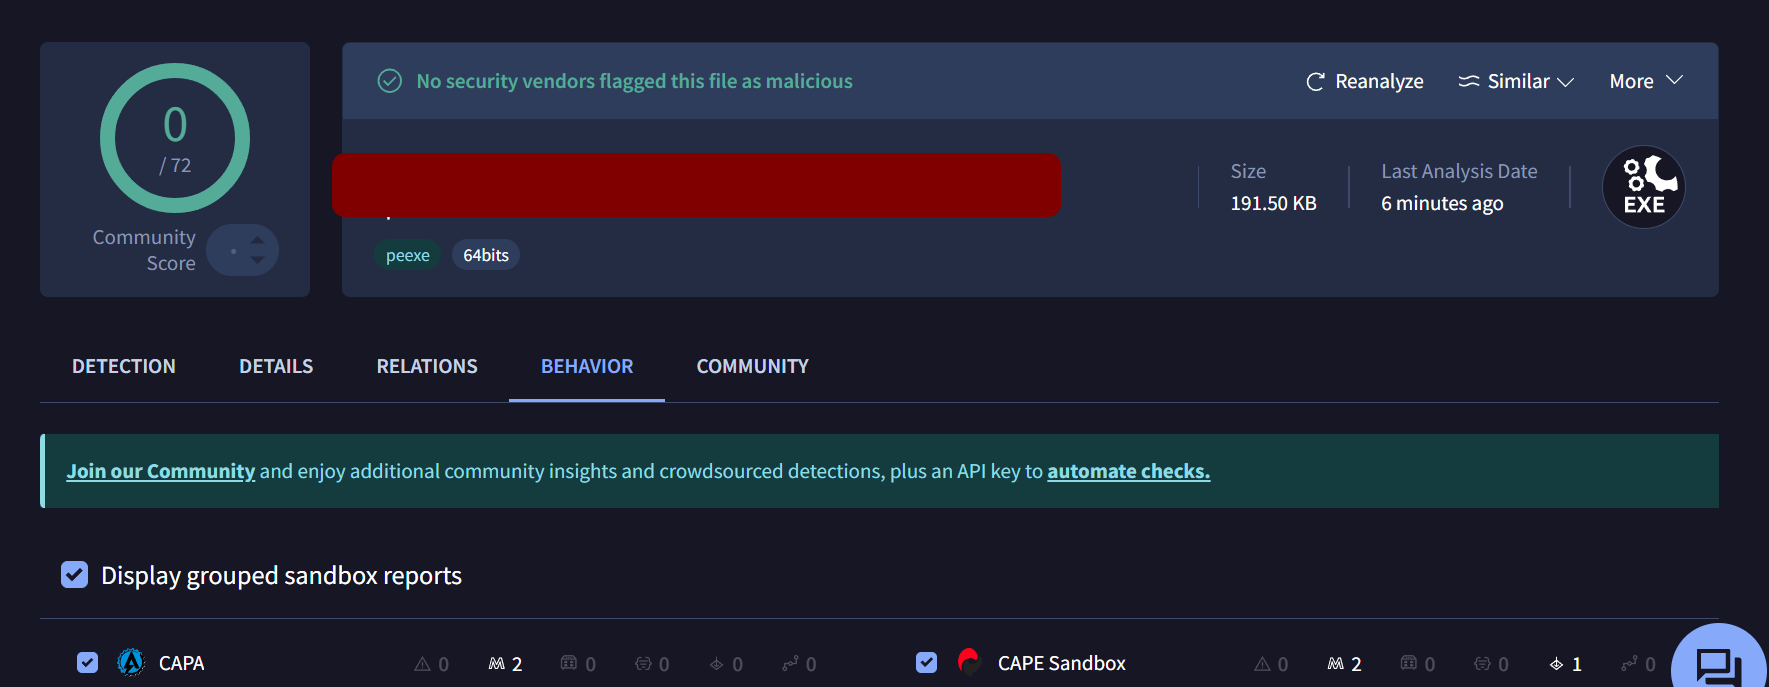 0
/ 72
Community
Score
No security vendors flagged this file as malicious
Reanalyze
Similar
More
Size
191.50 KB
Last Analysis Date
6 minutes ago
EXE
peexe
64bits
DETECTION
DETAILS
RELATIONS
BEHAVIOR
COMMUNITY
Join our Community and enjoy additional community insights and crowdsourced detections, plus an API key to automate checks.
Display grouped sandbox reports
CAPA
0
2
0
0
0
0
CAPE Sandbox
0
2
0
0
1
0